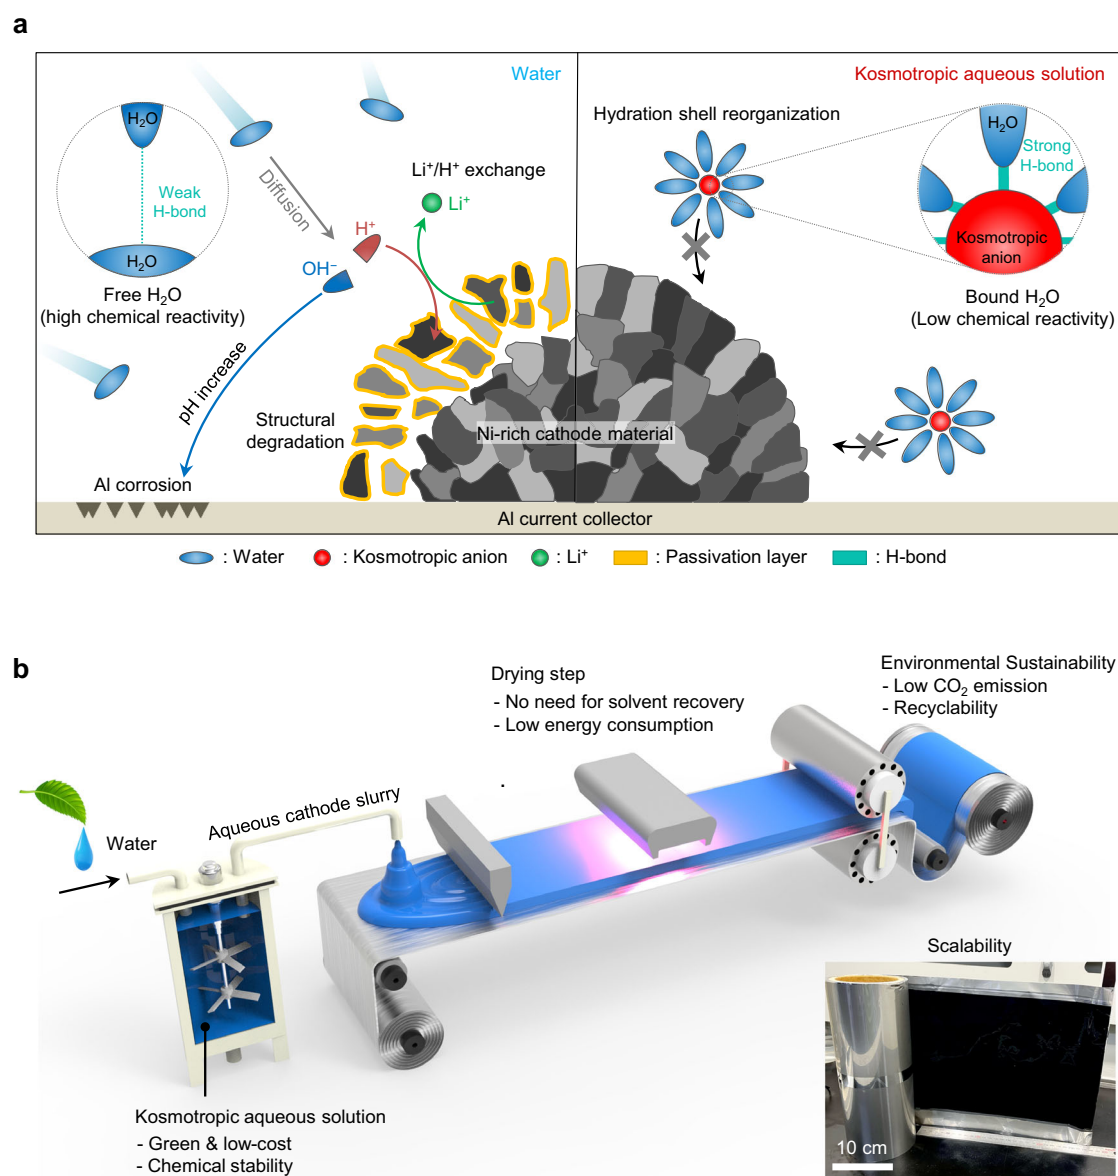 a
Water
Kosmotropic aqueous solution
H₂O
Weak
H-bond
H₂O
Free H₂O
(high chemical reactivity)
Diffusion
Li⁺/H⁺ exchange
Li⁺
H⁺
OH⁻
pH increase
Structural
degradation
Al corrosion
Ni-rich cathode material
Al current collector
Hydration shell reorganization
H₂O
Strong
H-bond
Kosmotropic
anion
Bound H₂O
(Low chemical reactivity)
: Water
: Kosmotropic anion
: Li⁺
: Passivation layer
: H-bond
b
Water
Aqueous cathode slurry
Drying step
- No need for solvent recovery
- Low energy consumption
Environmental Sustainability
- Low CO₂ emission
- Recyclability
Kosmotropic aqueous solution
- Green & low-cost
- Chemical stability
Scalability
10 cm